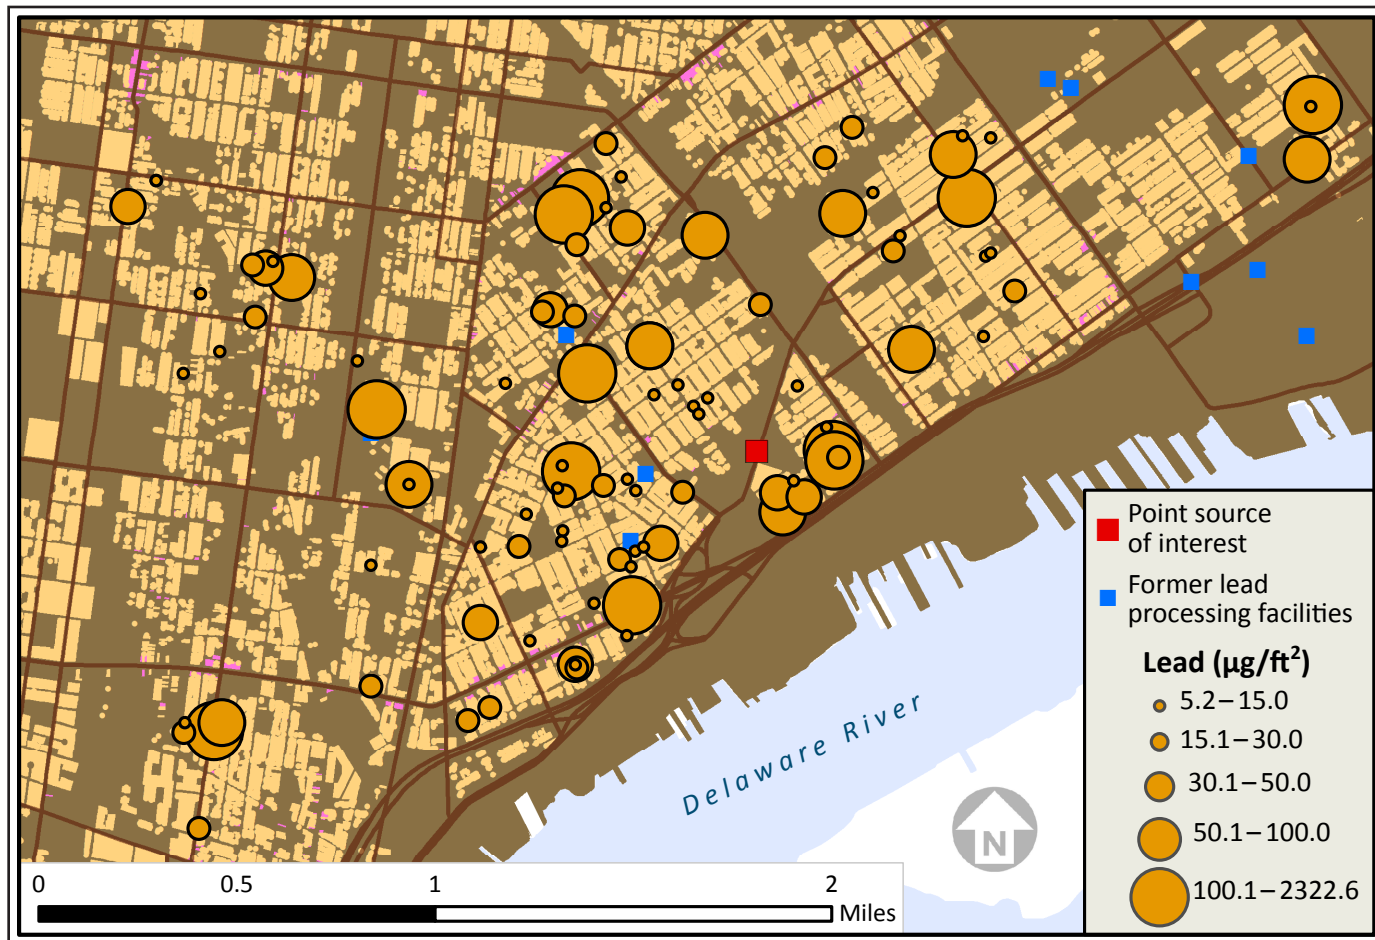 Point source
of interest
Former lead
processing facilities
Lead (µg/ft²)
5.2–15.0
15.1–30.0
30.1–50.0
50.1–100.0
100.1–2322.6
Delaware River
N
0 0.5 1 2
Miles